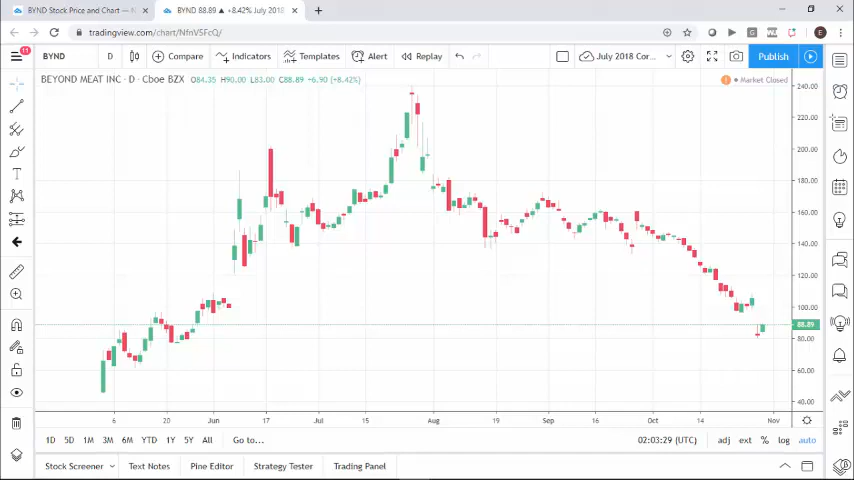 BYND Stock Price and Chart — N
BYND 88.89 ▲ +8.42% July 2018
tradingview.com/chart/NfnV5FcQ/
E
11
BYND D Compare Indicators Templates Alert Replay July 2018 Cor... Publish
BEYOND MEAT INC · D · Cboe BZX O84.35 H90.00 L83.00 C88.89 +6.90 (+8.42%)
Market Closed
240.00
220.00
200.00
180.00
160.00
140.00
120.00
100.00
88.89
80.00
60.00
40.00
6 20 Jun 17 Jul 15 Aug 19 Sep 16 Oct 14 Nov
1D 5D 1M 3M 6M YTD 1Y 5Y All Go to... 02:03:29 (UTC) adj ext % log auto
Stock Screener Text Notes Pine Editor Strategy Tester Trading Panel